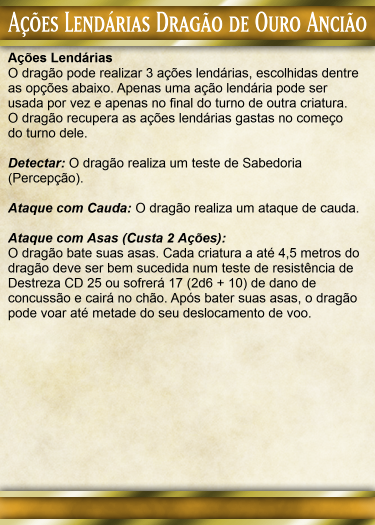 Ações Lendárias Dragão de Ouro Ancião
Ações Lendárias
O dragão pode realizar 3 ações lendárias, escolhidas dentre
as opções abaixo. Apenas uma ação lendária pode ser
usada por vez e apenas no final do turno de outra criatura.
O dragão recupera as ações lendárias gastas no começo
do turno dele.
Detectar: O dragão realiza um teste de Sabedoria
(Percepção).
Ataque com Cauda: O dragão realiza um ataque de cauda.
Ataque com Asas (Custa 2 Ações):
O dragão bate suas asas. Cada criatura a até 4,5 metros do
dragão deve ser bem sucedida num teste de resistência de
Destreza CD 25 ou sofrerá 17 (2d6 + 10) de dano de
concussão e cairá no chão. Após bater suas asas, o dragão
pode voar até metade do seu deslocamento de voo.